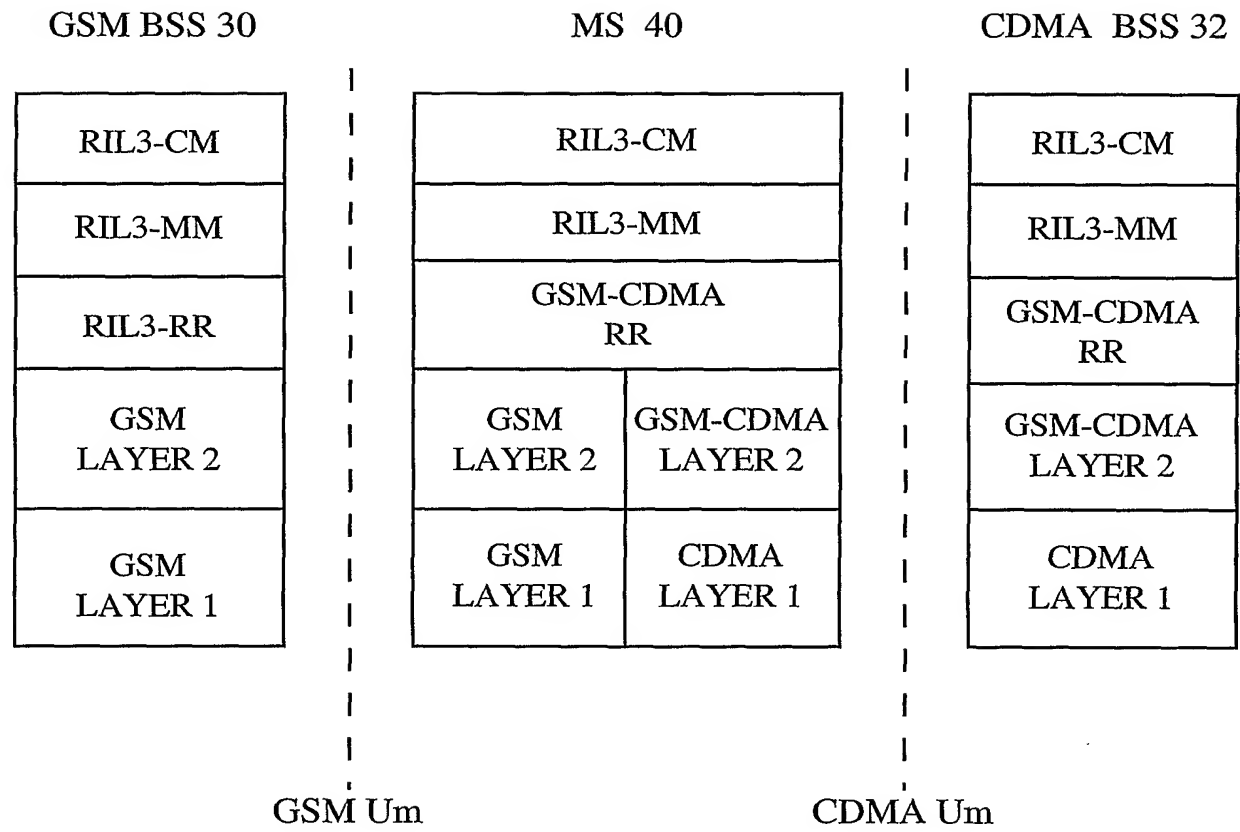 GSM BSS 30
MS 40
CDMA BSS 32
RIL3-CM
RIL3-MM
RIL3-RR
GSM
LAYER 2
GSM
LAYER 1
RIL3-CM
RIL3-MM
GSM-CDMA
RR
GSM
LAYER 2
GSM-CDMA
LAYER 2
GSM
LAYER 1
CDMA
LAYER 1
RIL3-CM
RIL3-MM
GSM-CDMA
RR
GSM-CDMA
LAYER 2
CDMA
LAYER 1
GSM Um
CDMA Um